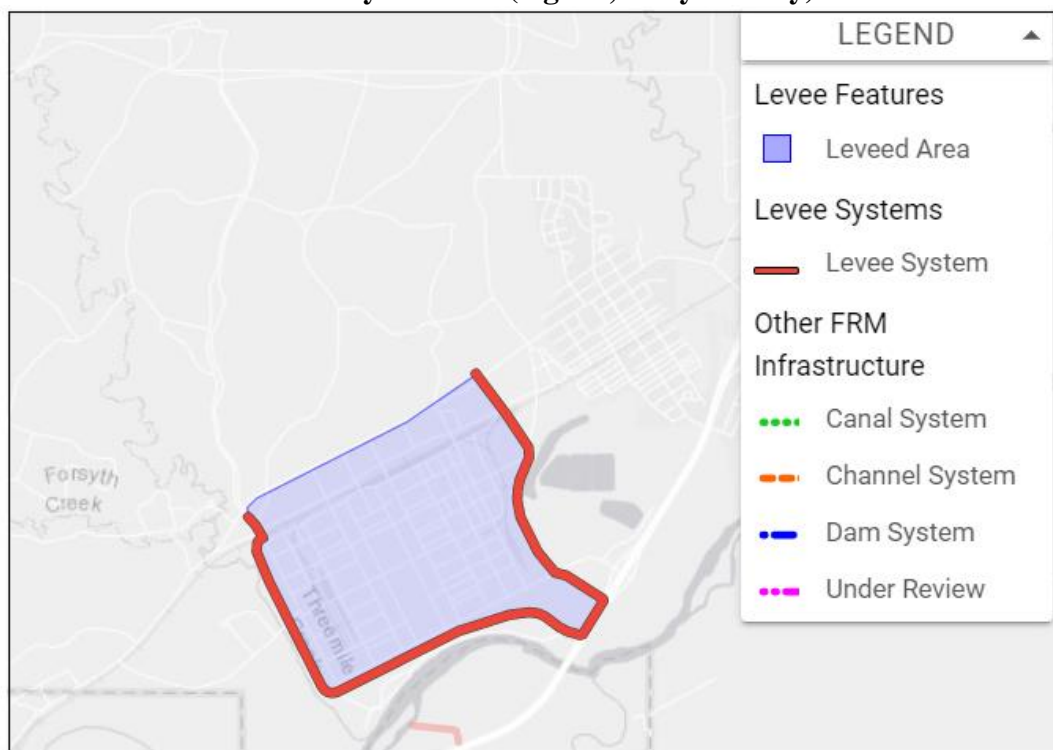 LEGEND
Levee Features
Leveed Area
Levee Systems
Levee System
Other FRM
Infrastructure
Canal System
Channel System
Dam System
Under Review
Forsyth
Creek
Threemile